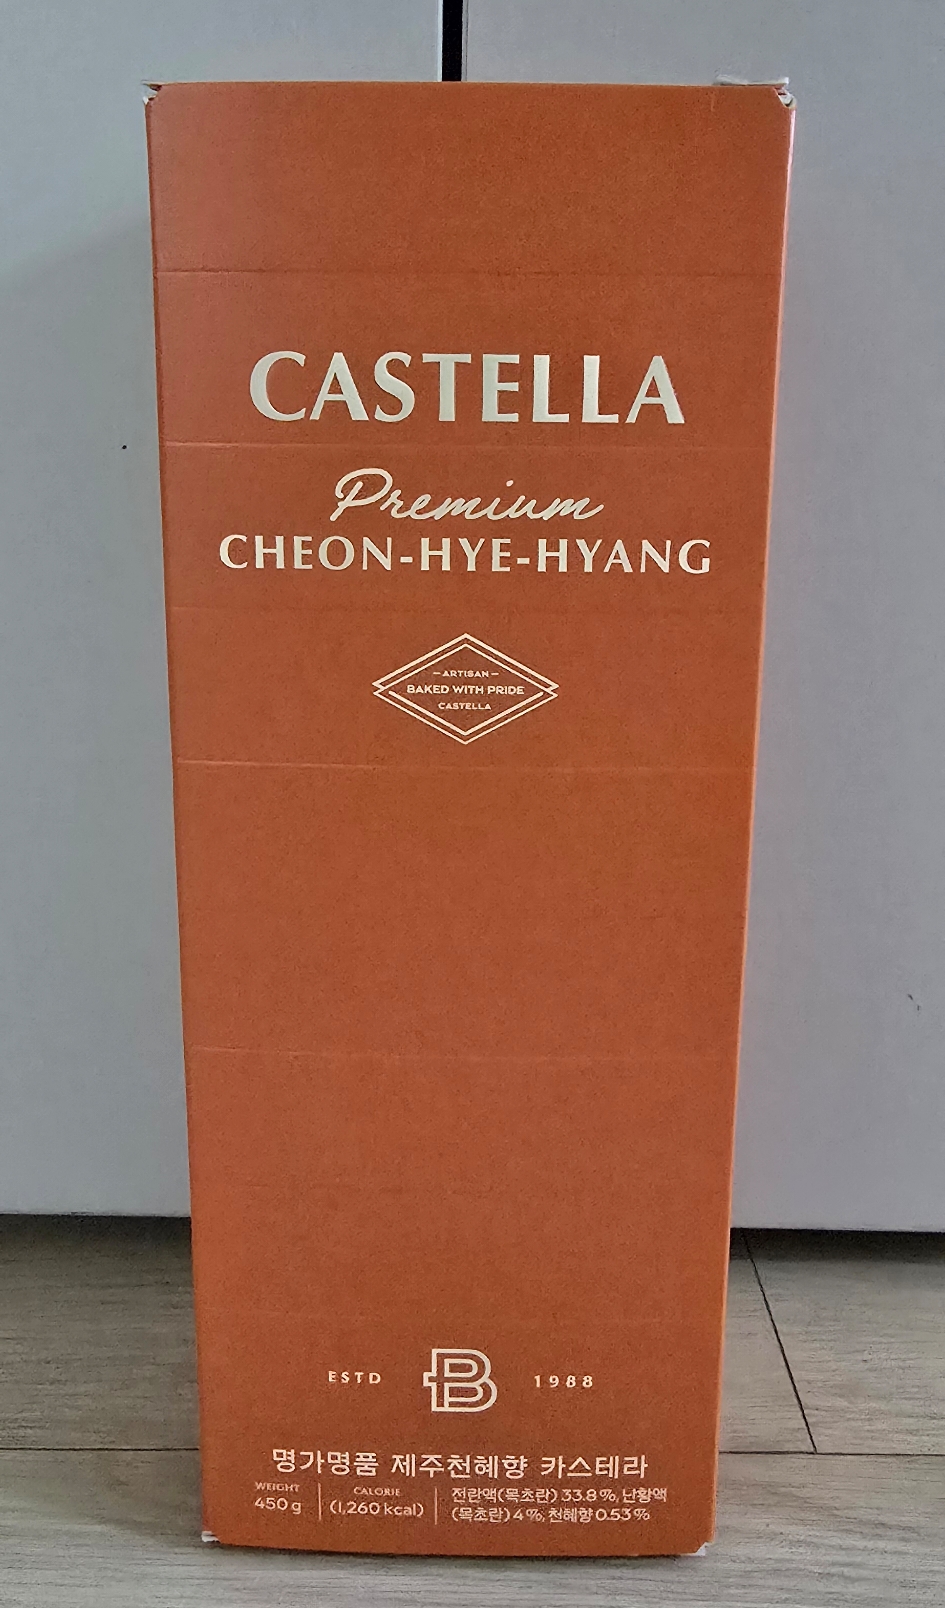 CASTELLA
Premium
CHEON-HYE-HYANG
ARTISAN
BAKED WITH PRIDE
CASTELLA
ESTD B 1988
명가명품 제주천혜향 카스테라
WEIGHT
450 g
CALORIE
(1,260 kcal)
전란액(목초란) 33.8 %, 난황액
(목초란) 4 %, 천혜향 0.53 %